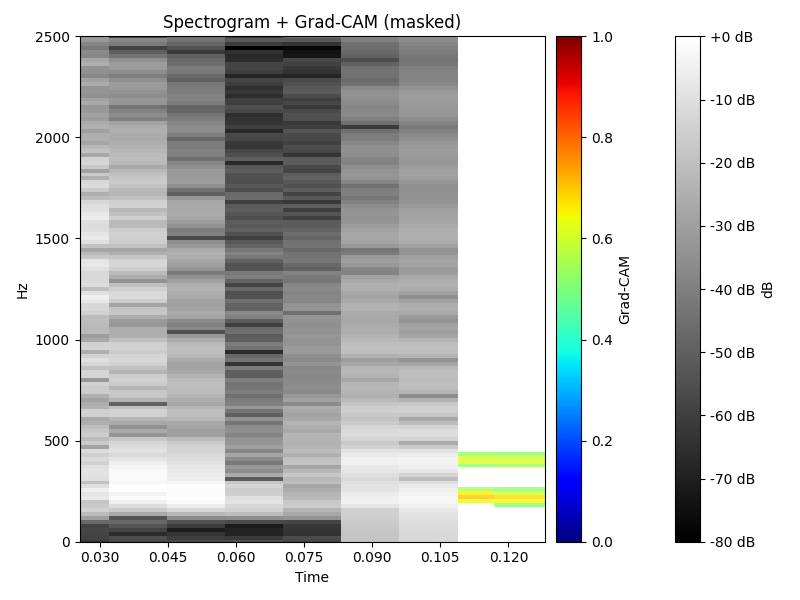 Spectrogram + Grad-CAM (masked)
2500
2000
1500
1000
500
0
Hz
0.030 0.045 0.060 0.075 0.090 0.105 0.120
Time
1.0
0.8
0.6
0.4
0.2
0.0
Grad-CAM
+0 dB
-10 dB
-20 dB
-30 dB
-40 dB
-50 dB
-60 dB
-70 dB
-80 dB
dB